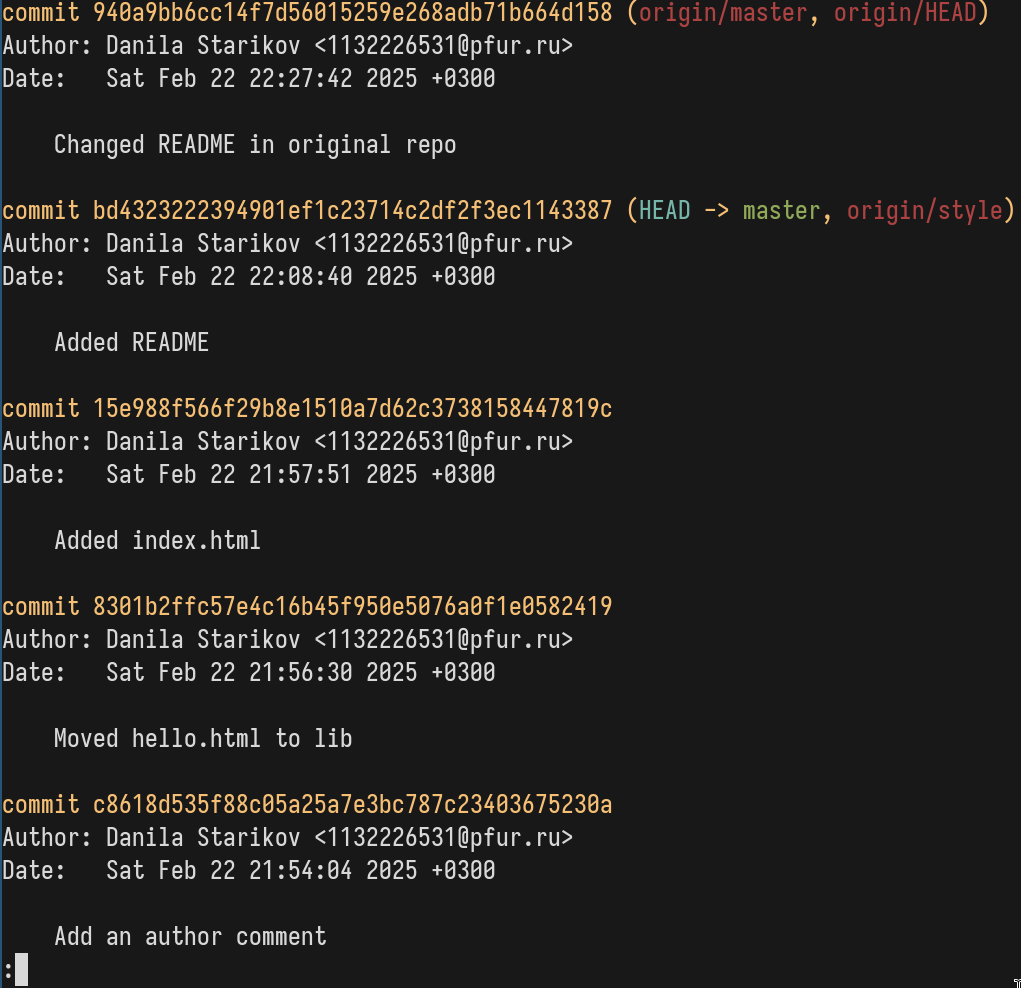 commit 940a9bb6cc14f7d56015259e268adb71b664d158 (origin/master, origin/HEAD)
Author: Danila Starikov <1132226531@pfur.ru>
Date:   Sat Feb 22 22:27:42 2025 +0300
    Changed README in original repo
commit bd4323222394901ef1c23714c2df2f3ec1143387 (HEAD -> master, origin/style)
Author: Danila Starikov <1132226531@pfur.ru>
Date:   Sat Feb 22 22:08:40 2025 +0300
    Added README
commit 15e988f566f29b8e1510a7d62c3738158447819c
Author: Danila Starikov <1132226531@pfur.ru>
Date:   Sat Feb 22 21:57:51 2025 +0300
    Added index.html
commit 8301b2ffc57e4c16b45f950e5076a0f1e0582419
Author: Danila Starikov <1132226531@pfur.ru>
Date:   Sat Feb 22 21:56:30 2025 +0300
    Moved hello.html to lib
commit c8618d535f88c05a25a7e3bc787c23403675230a
Author: Danila Starikov <1132226531@pfur.ru>
Date:   Sat Feb 22 21:54:04 2025 +0300
    Add an author comment
: